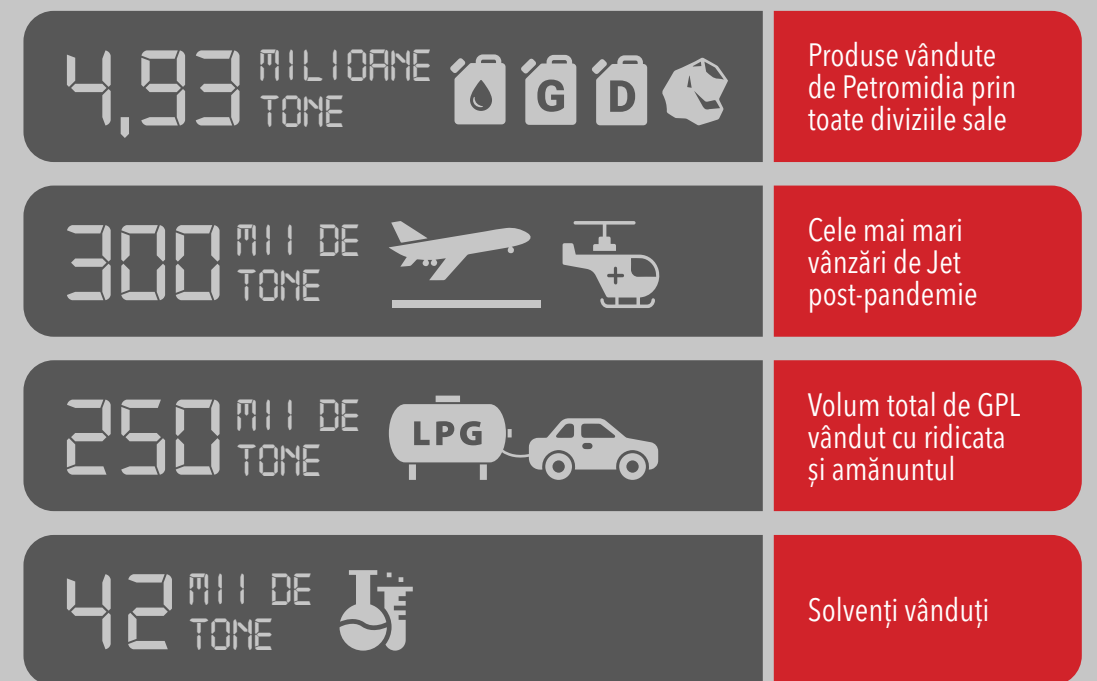 4,93 MILIOANE
TONE
G D
Produse vândute
de Petromidia prin
toate diviziile sale
300 MII DE
TONE
Cele mai mari
vânzări de Jet
post-pandemie
250 MII DE
TONE
LPG
Volum total de GPL
vândut cu ridicata
și amănuntul
42 MII DE
TONE
Solvenți vânduți